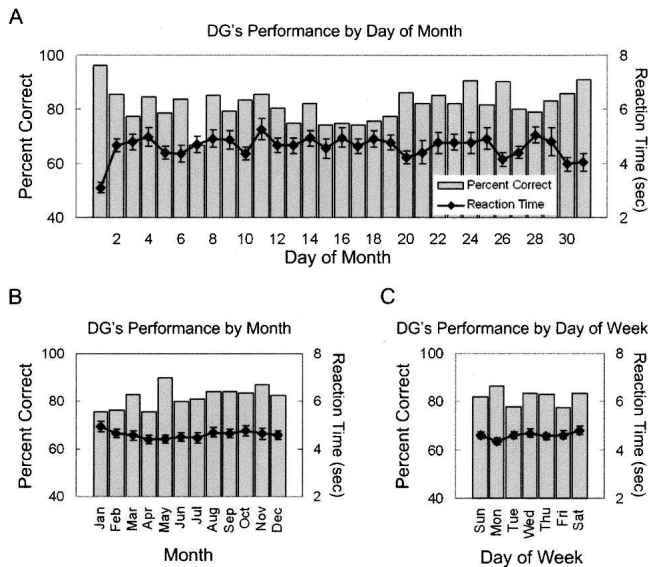 A
DG's Performance by Day of Month
Percent Correct
100
80
60
40
8
6
4
2
Reaction Time (sec)
Percent Correct
Reaction Time
2 4 6 8 10 12 14 16 18 20 22 24 26 28 30
Day of Month
B
DG's Performance by Month
Percent Correct
100
80
60
40
8
6
4
2
Reaction Time (sec)
Jan Feb Mar Apr May Jun Jul Aug Sep Oct Nov Dec
Month
C
DG's Performance by Day of Week
Percent Correct
100
80
60
40
8
6
4
2
Reaction Time (sec)
Sun Mon Tue Wed Thu Fri Sat
Day of Week